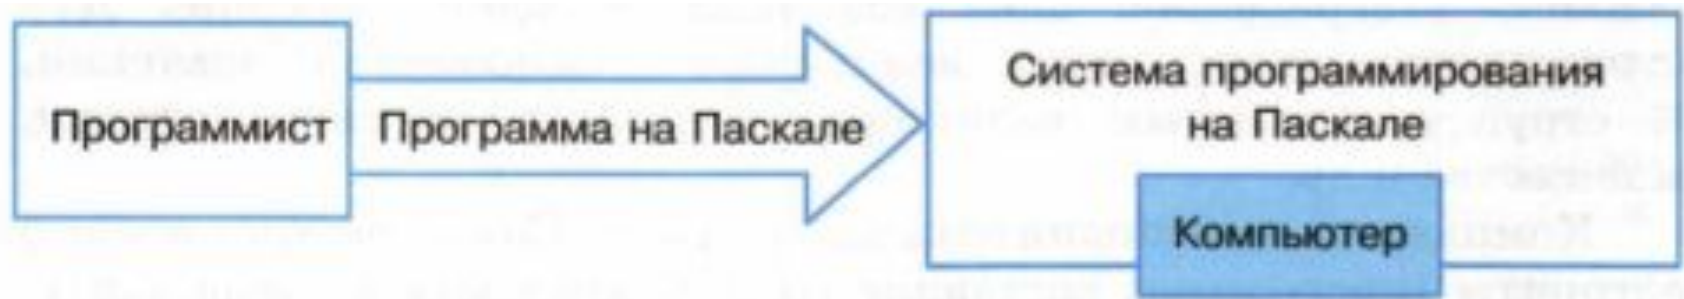 Программист
Программа на Паскале
Система программирования
на Паскале
Компьютер